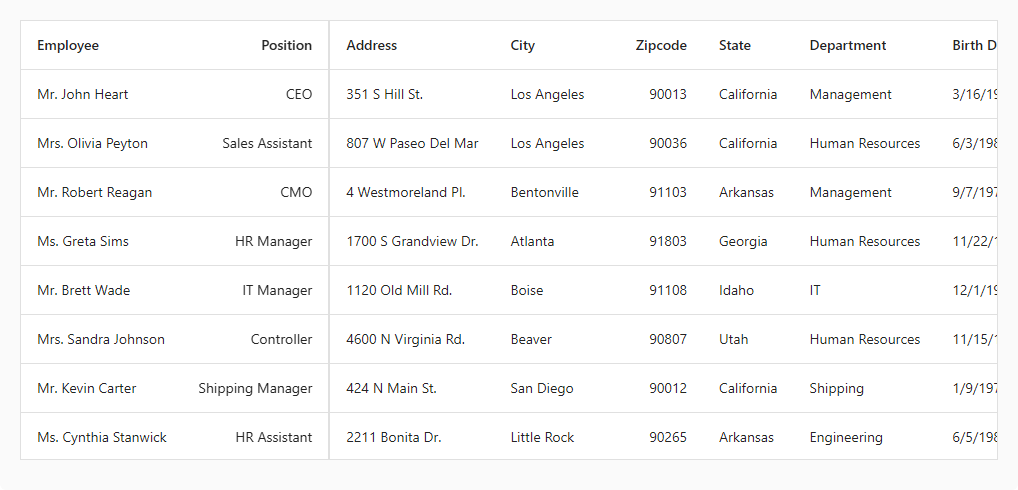 Employee Position Address City Zipcode State Department Birth
Mr. John Heart CEO 351 S Hill St. Los Angeles 90013 California Management
Mrs. Olivia Peyton Sales Assistant 807 W Paseo Del Mar Los Angeles 90036 California Human Resources
Mr. Robert Reagan CMO 4 Westmoreland Pl. Bentonville 91103 Arkansas Management
Ms. Greta Sims HR Manager 1700 S Grandview Dr. Atlanta 91803 Georgia Human Resources
Mr. Brett Wade IT Manager 1120 Old Mill Rd. Boise 91108 Idaho IT
Mrs. Sandra Johnson Controller 4600 N Virginia Rd. Beaver 90807 Utah Human Resources
Mr. Kevin Carter Shipping Manager 424 N Main St. San Diego 90012 California Shipping
Ms. Cynthia Stanwick HR Assistant 2211 Bonita Dr. Little Rock 90265 Arkansas Engineering